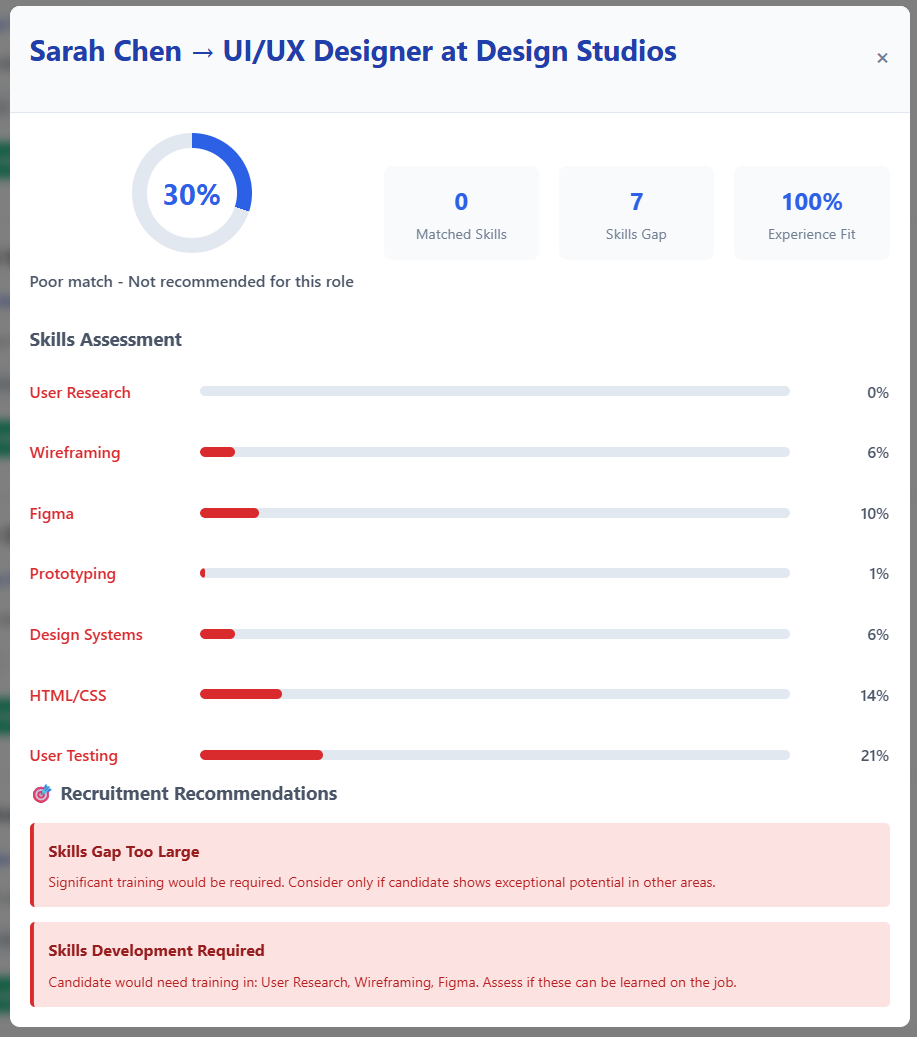 Sarah Chen → UI/UX Designer at Design Studios
×
30%
Poor match - Not recommended for this role
0
Matched Skills
7
Skills Gap
100%
Experience Fit
Skills Assessment
User Research 0%
Wireframing 6%
Figma 10%
Prototyping 1%
Design Systems 6%
HTML/CSS 14%
User Testing 21%
🎯 Recruitment Recommendations
Skills Gap Too Large
Significant training would be required. Consider only if candidate shows exceptional potential in other areas.
Skills Development Required
Candidate would need training in: User Research, Wireframing, Figma. Assess if these can be learned on the job.